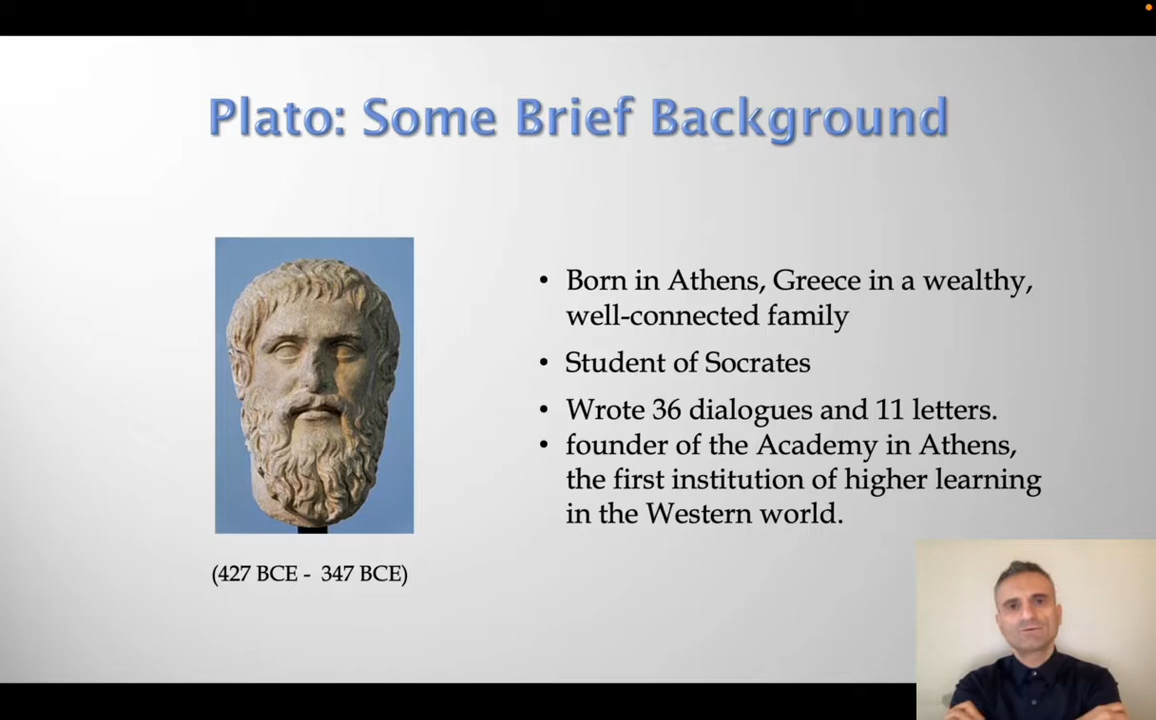 Plato: Some Brief Background
• Born in Athens, Greece in a wealthy,
well-connected family
• Student of Socrates
• Wrote 36 dialogues and 11 letters.
• founder of the Academy in Athens,
the first institution of higher learning
in the Western world.
(427 BCE - 347 BCE)